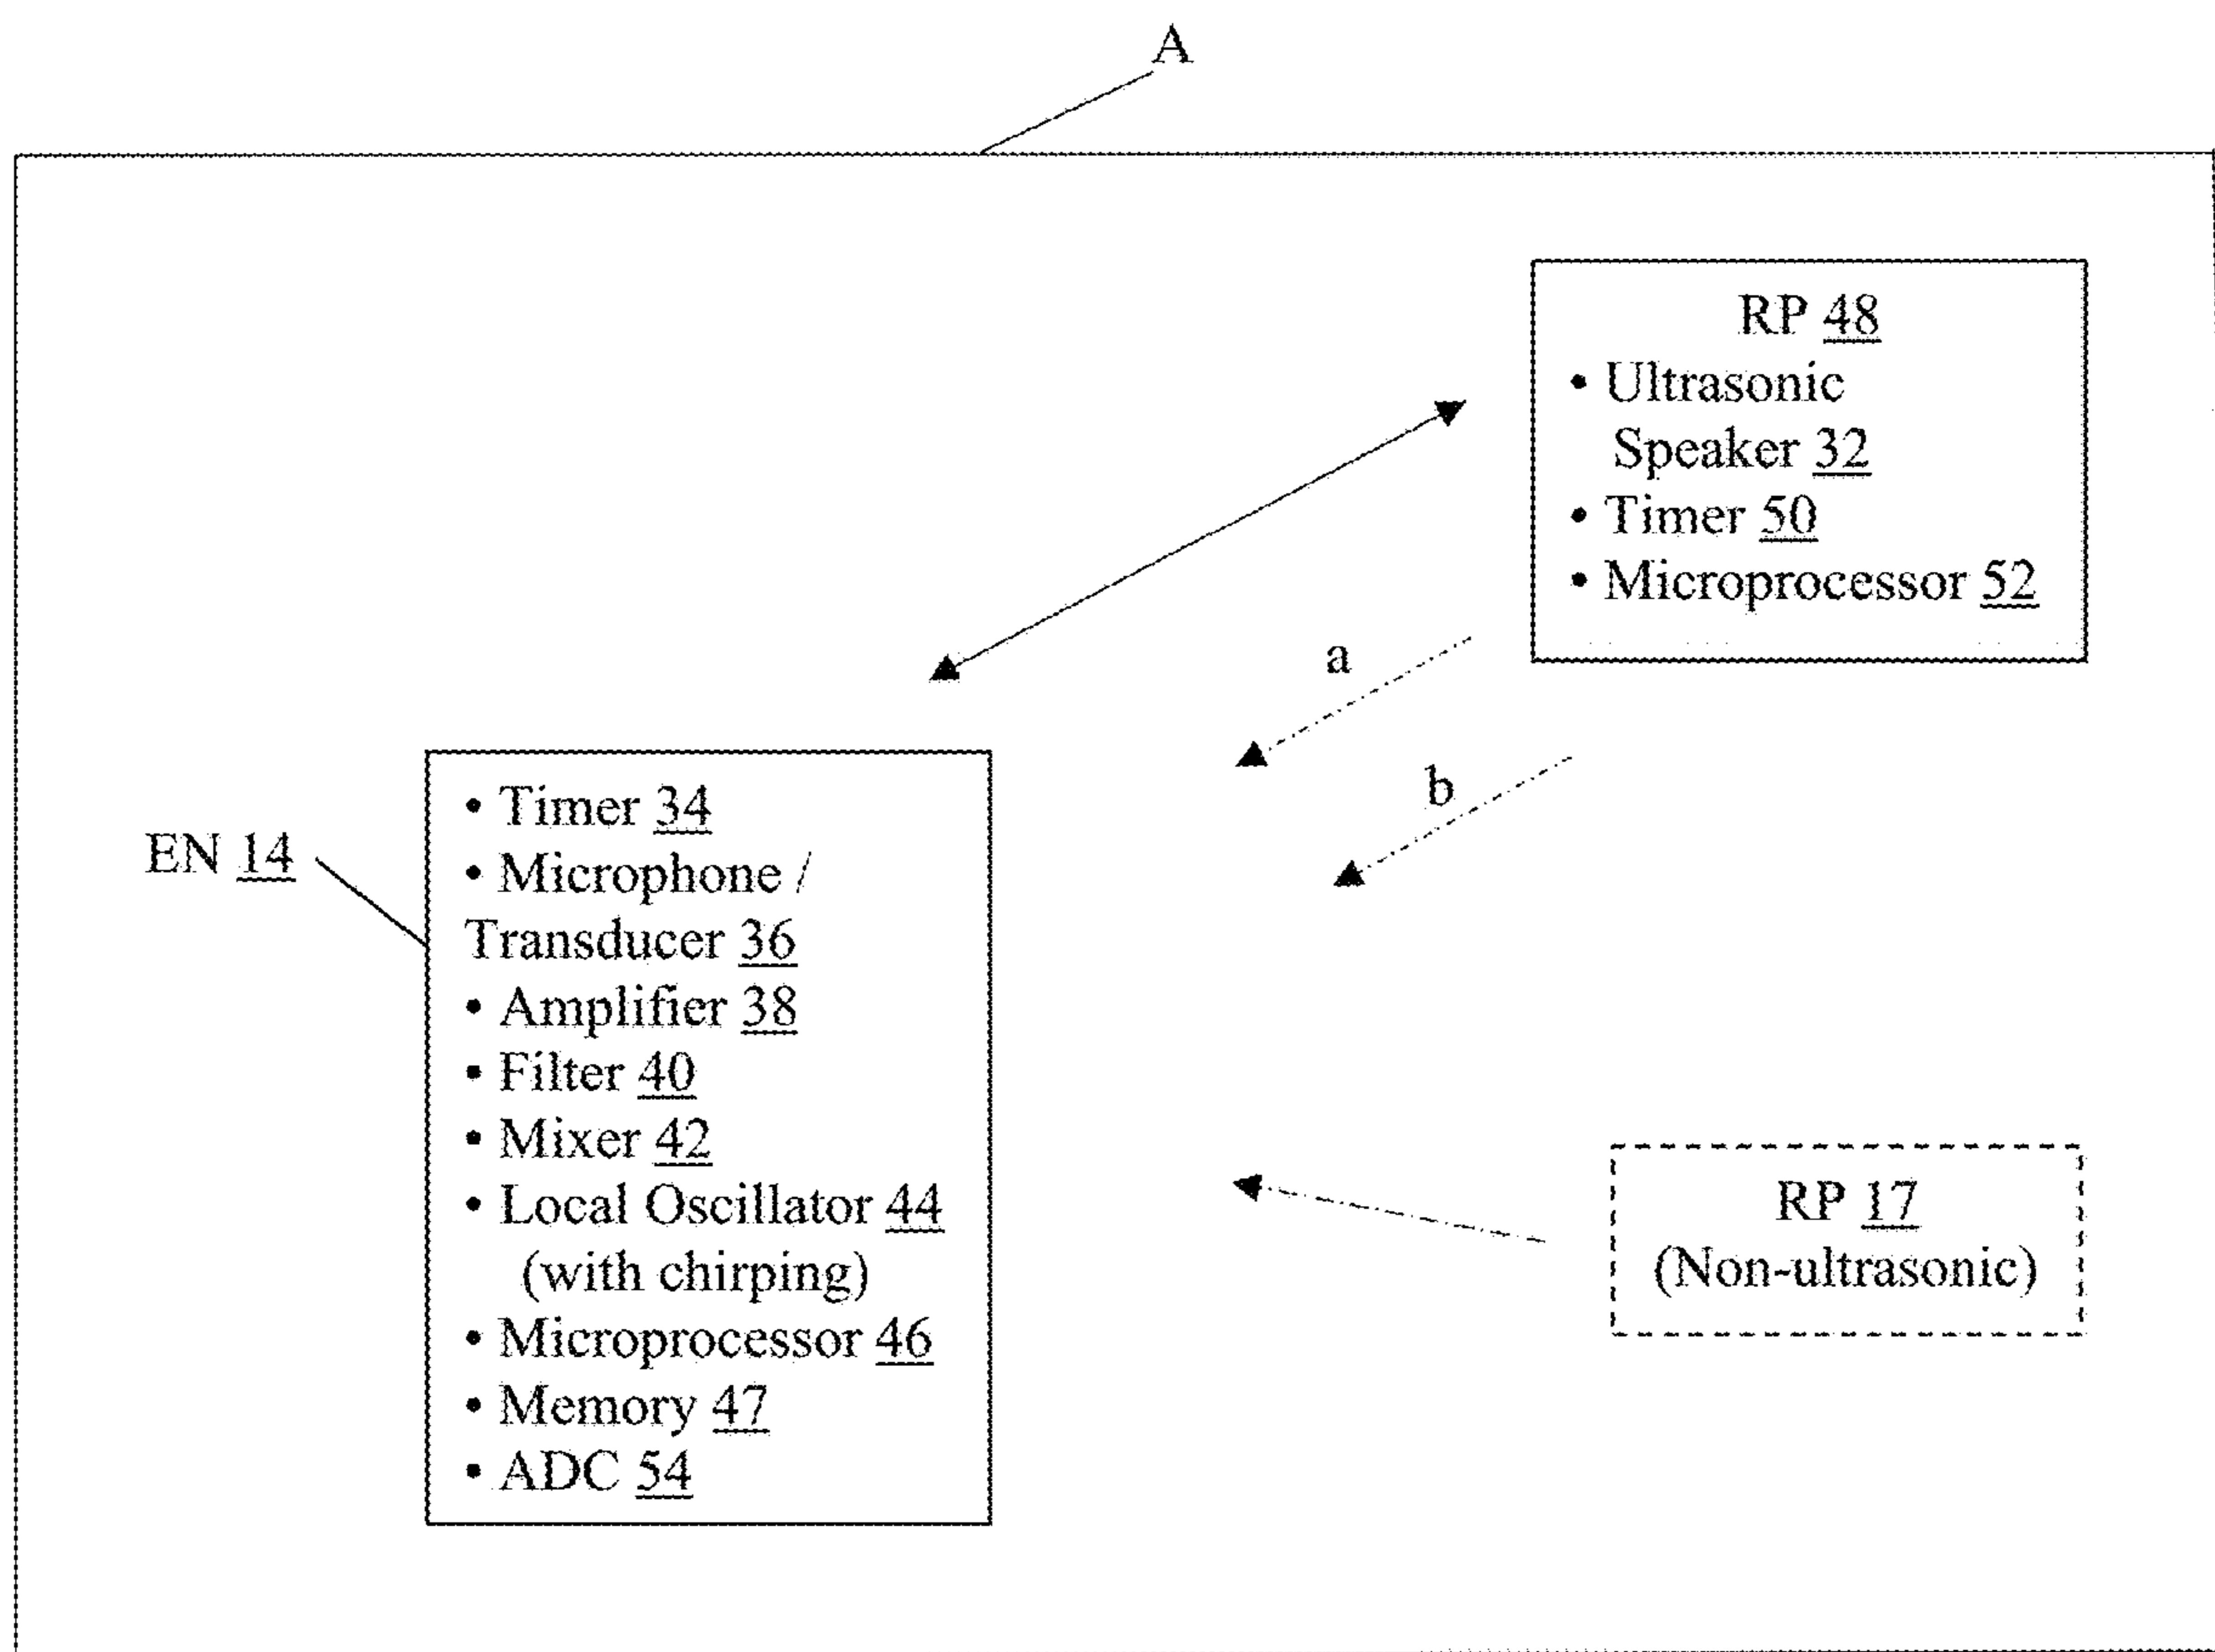 A
RP 48
• Ultrasonic
Speaker 32
• Timer 50
• Microprocessor 52
a
b
EN 14
• Timer 34
• Microphone /
Transducer 36
• Amplifier 38
• Filter 40
• Mixer 42
• Local Oscillator 44
(with chirping)
• Microprocessor 46
• Memory 47
• ADC 54
RP 17
(Non-ultrasonic)